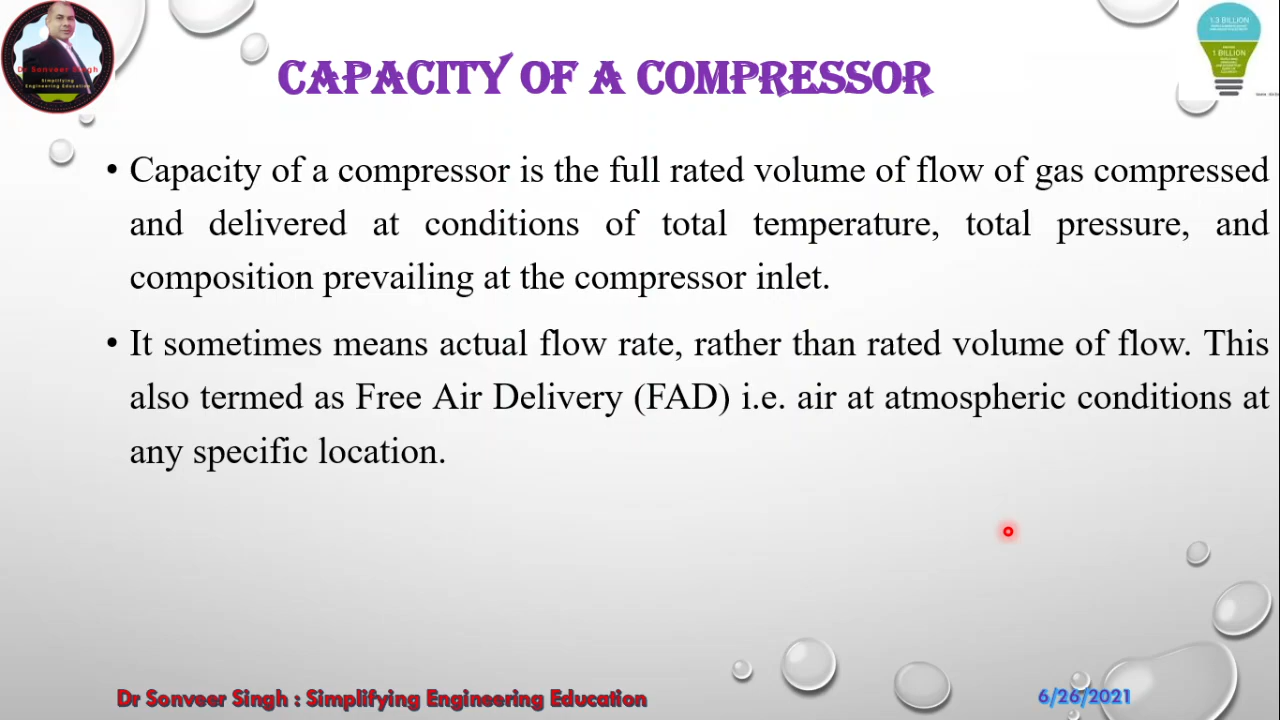 CAPACITY OF A COMPRESSOR
• Capacity of a compressor is the full rated volume of flow of gas compressed
and delivered at conditions of total temperature, total pressure, and
composition prevailing at the compressor inlet.
• It sometimes means actual flow rate, rather than rated volume of flow. This
also termed as Free Air Delivery (FAD) i.e. air at atmospheric conditions at
any specific location.
Dr Sonveer Singh
Simplifying
Engineering Education
1.3 BILLION
1 BILLION
Dr Sonveer Singh : Simplifying Engineering Education
6/26/2021